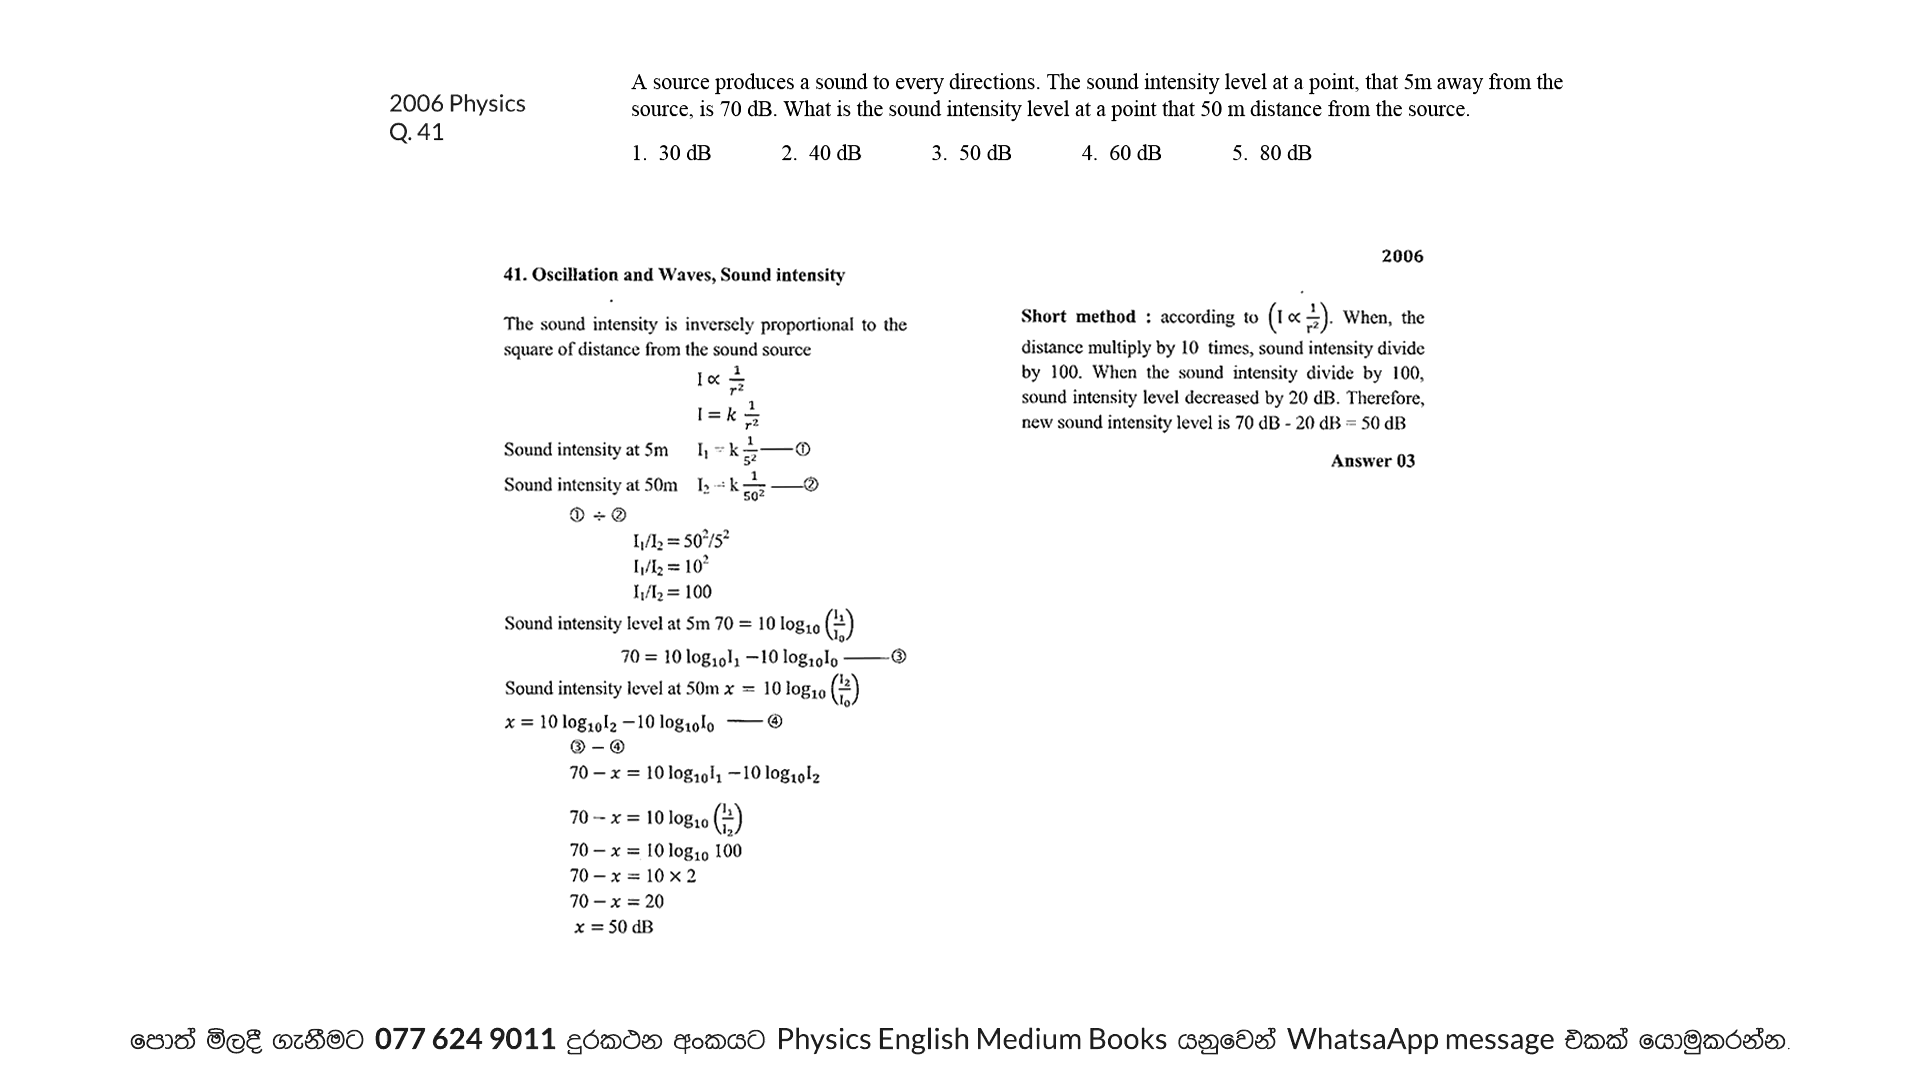 2006 Physics
Q. 41
A source produces a sound to every directions. The sound intensity level at a point, that 5m away from the
source, is 70 dB. What is the sound intensity level at a point that 50 m distance from the source.
1. 30 dB 2. 40 dB 3. 50 dB 4. 60 dB 5. 80 dB
41. Oscillation and Waves, Sound intensity
The sound intensity is inversely proportional to the
square of distance from the sound source
I ∝ 1/r²
I = k 1/r²
Sound intensity at 5m I₁ = k 1/5² —— ①
Sound intensity at 50m I₂ = k 1/50² —— ②
① ÷ ②
I₁/I₂ = 50²/5²
I₁/I₂ = 10²
I₁/I₂ = 100
Sound intensity level at 5m 70 = 10 log₁₀ (I₁/I₀)
70 = 10 log₁₀I₁ −10 log₁₀I₀ —— ③
Sound intensity level at 50m x = 10 log₁₀ (I₂/I₀)
x = 10 log₁₀I₂ −10 log₁₀I₀ —— ④
③ − ④
70 − x = 10 log₁₀I₁ −10 log₁₀I₂
70 − x = 10 log₁₀ (I₁/I₂)
70 − x = 10 log₁₀ 100
70 − x = 10 × 2
70 − x = 20
x = 50 dB
2006
Short method : according to (I ∝ 1/r²). When, the
distance multiply by 10 times, sound intensity divide
by 100. When the sound intensity divide by 100,
sound intensity level decreased by 20 dB. Therefore,
new sound intensity level is 70 dB - 20 dB = 50 dB
Answer 03
පොත් මිලදී ගැනීමට 077 624 9011 දුරකථන අංකයට Physics English Medium Books යනුවෙන් WhatsaApp message එකක් යොමුකරන්න.